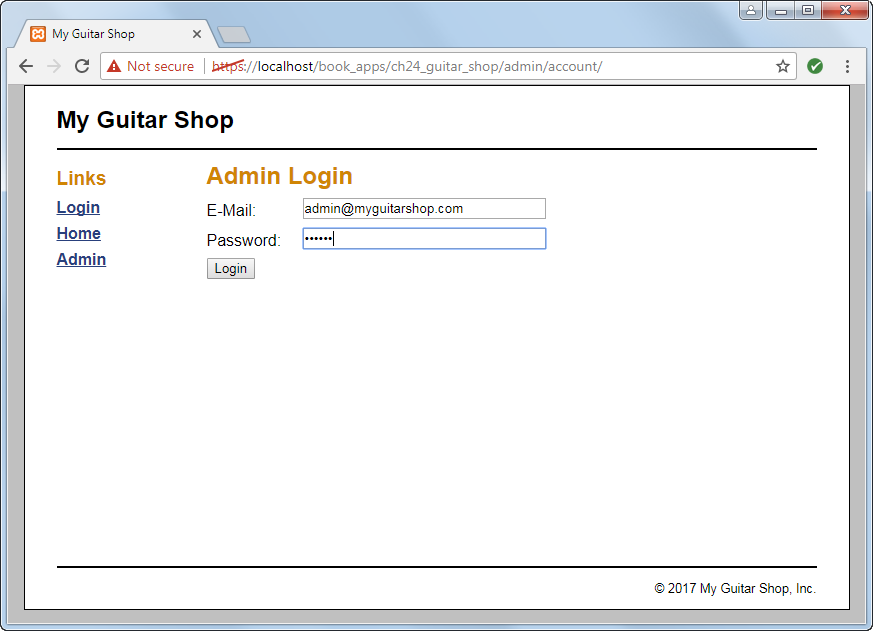 My Guitar Shop
Not secure https://localhost/book_apps/ch24_guitar_shop/admin/account/
My Guitar Shop
Links
Login
Home
Admin
Admin Login
E-Mail: admin@myguitarshop.com
Password: ••••••
Login
© 2017 My Guitar Shop, Inc.